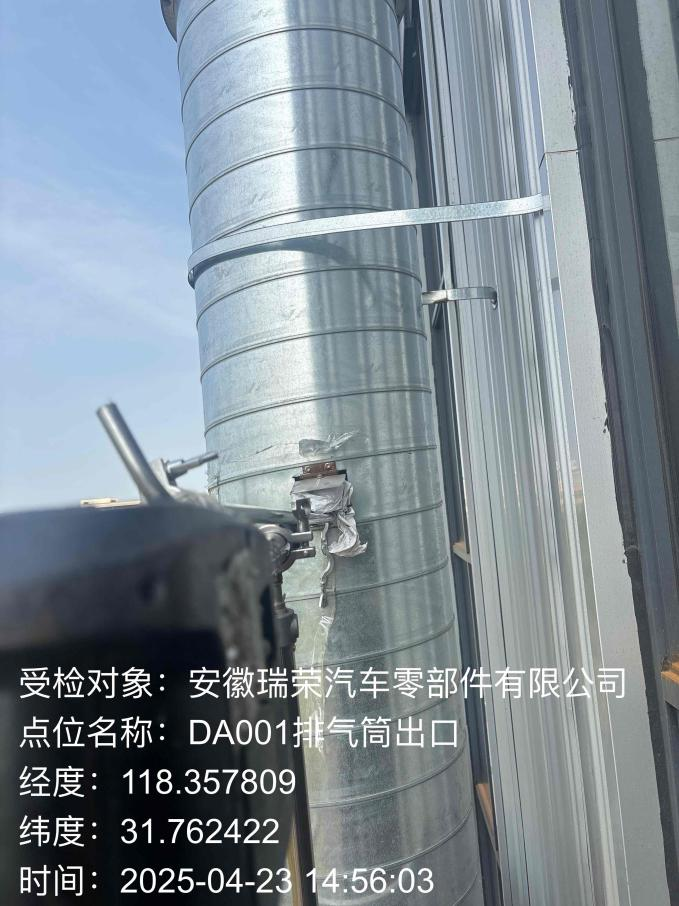 受检对象：安徽瑞荣汽车零部件有限公司
点位名称：DA001排气筒出口
经度：118.357809
纬度：31.762422
时间：2025-04-23 14:56:03